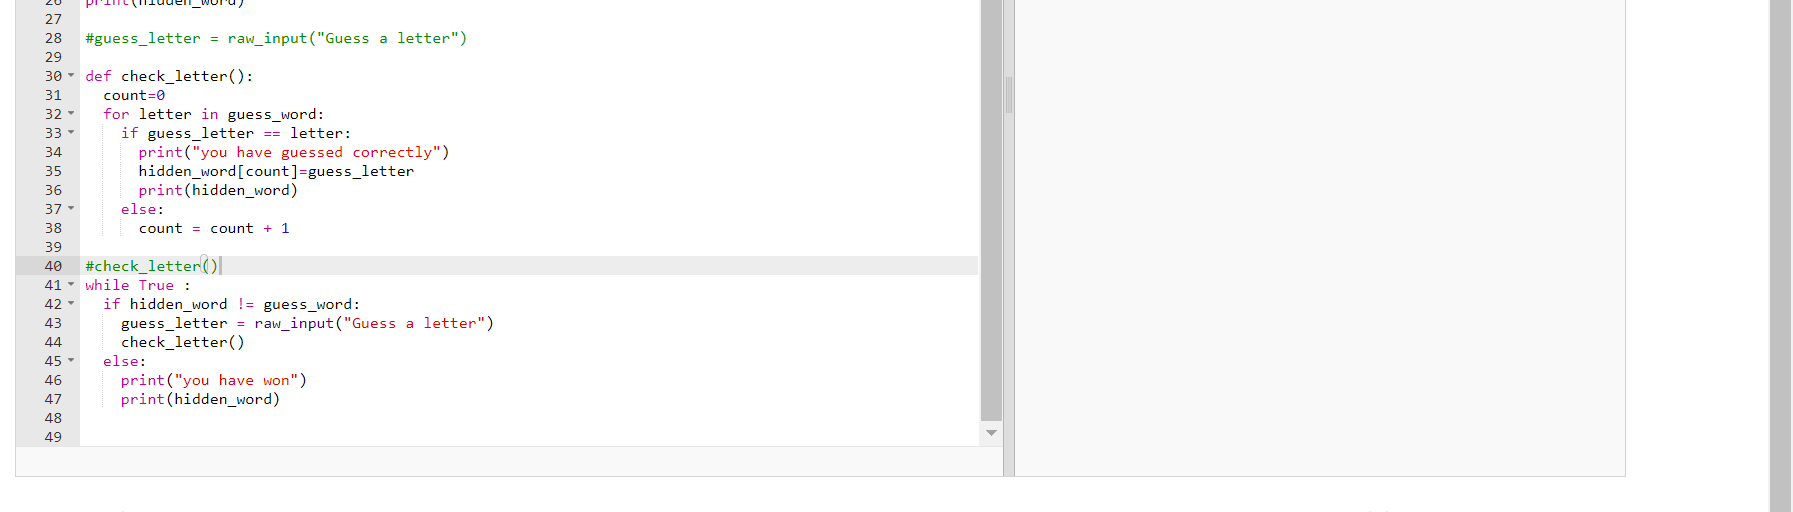 26 print(hidden_word)
27
28 #guess_letter = raw_input("Guess a letter")
29
30 def check_letter():
31 count=0
32 for letter in guess_word:
33 if guess_letter == letter:
34 print("you have guessed correctly")
35 hidden_word[count]=guess_letter
36 print(hidden_word)
37 else:
38 count = count + 1
39
40 #check_letter()
41 while True :
42 if hidden_word != guess_word:
43 guess_letter = raw_input("Guess a letter")
44 check_letter()
45 else:
46 print("you have won")
47 print(hidden_word)
48
49